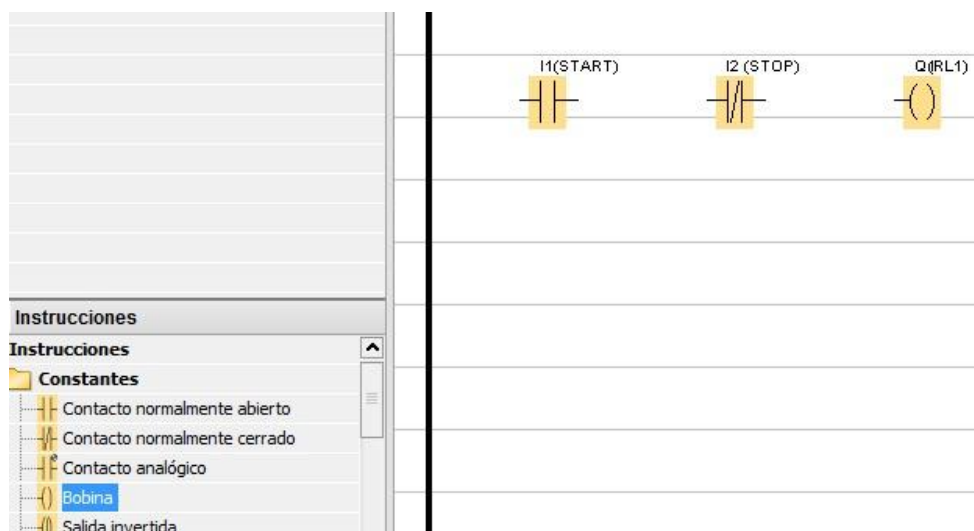 I1(START) I2 (STOP) Q(RL1)
Instrucciones
Instrucciones
Constantes
Contacto normalmente abierto
Contacto normalmente cerrado
Contacto analógico
Bobina
Salida invertida